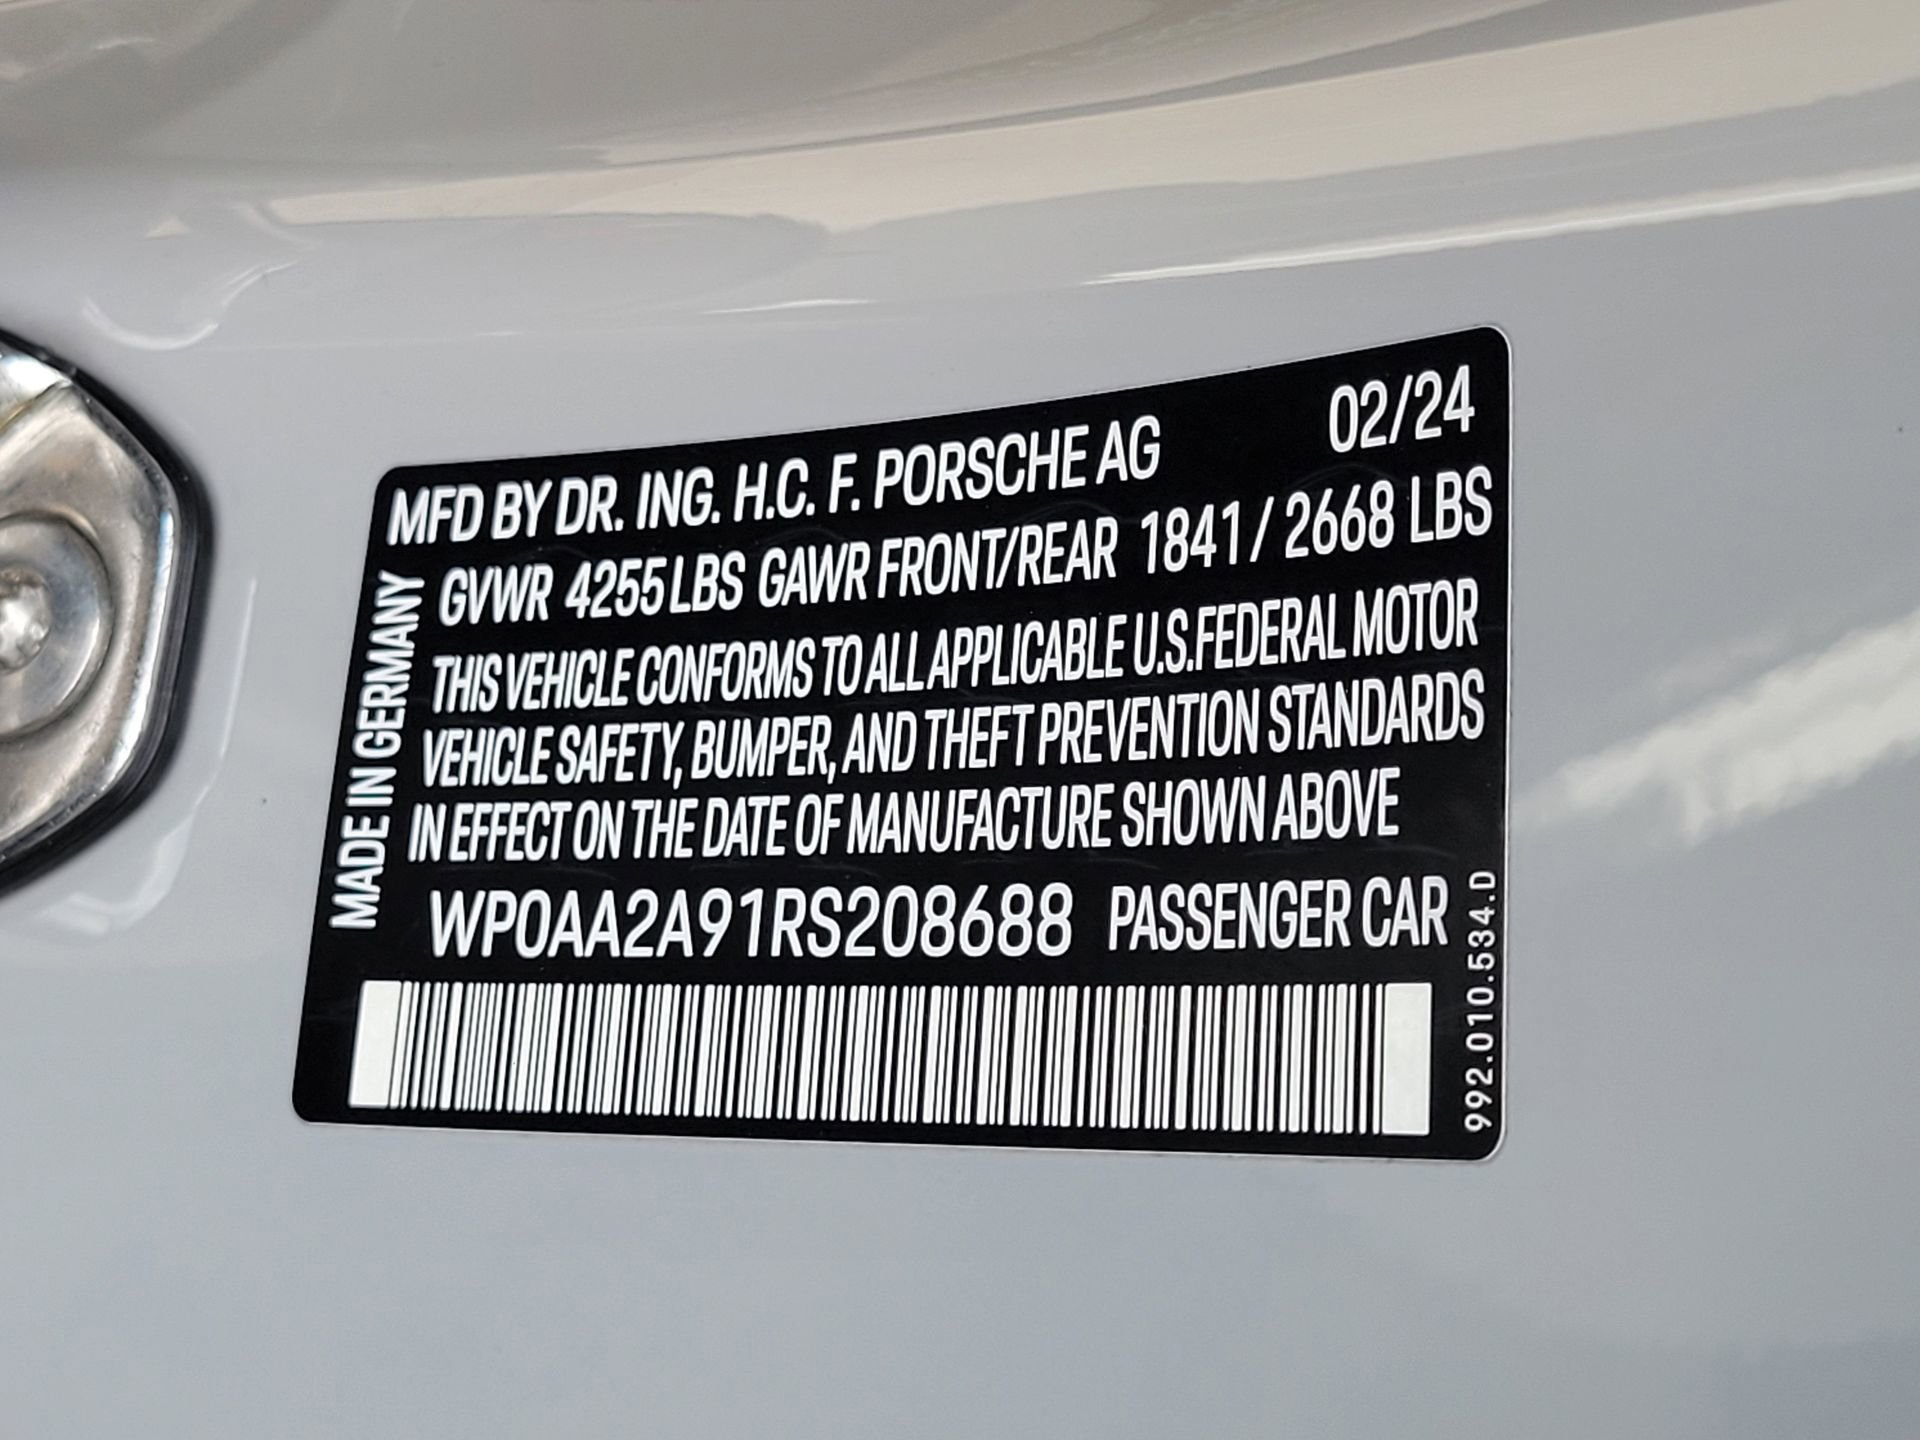 MFD BY DR. ING. H.C. F. PORSCHE AG 02/24
GVWR 4255 LBS GAWR FRONT/REAR 1841 / 2668 LBS
THIS VEHICLE CONFORMS TO ALL APPLICABLE U.S.FEDERAL MOTOR
VEHICLE SAFETY, BUMPER, AND THEFT PREVENTION STANDARDS
IN EFFECT ON THE DATE OF MANUFACTURE SHOWN ABOVE
WP0AA2A91RS208688 PASSENGER CAR
MADE IN GERMANY
992.010.534.D